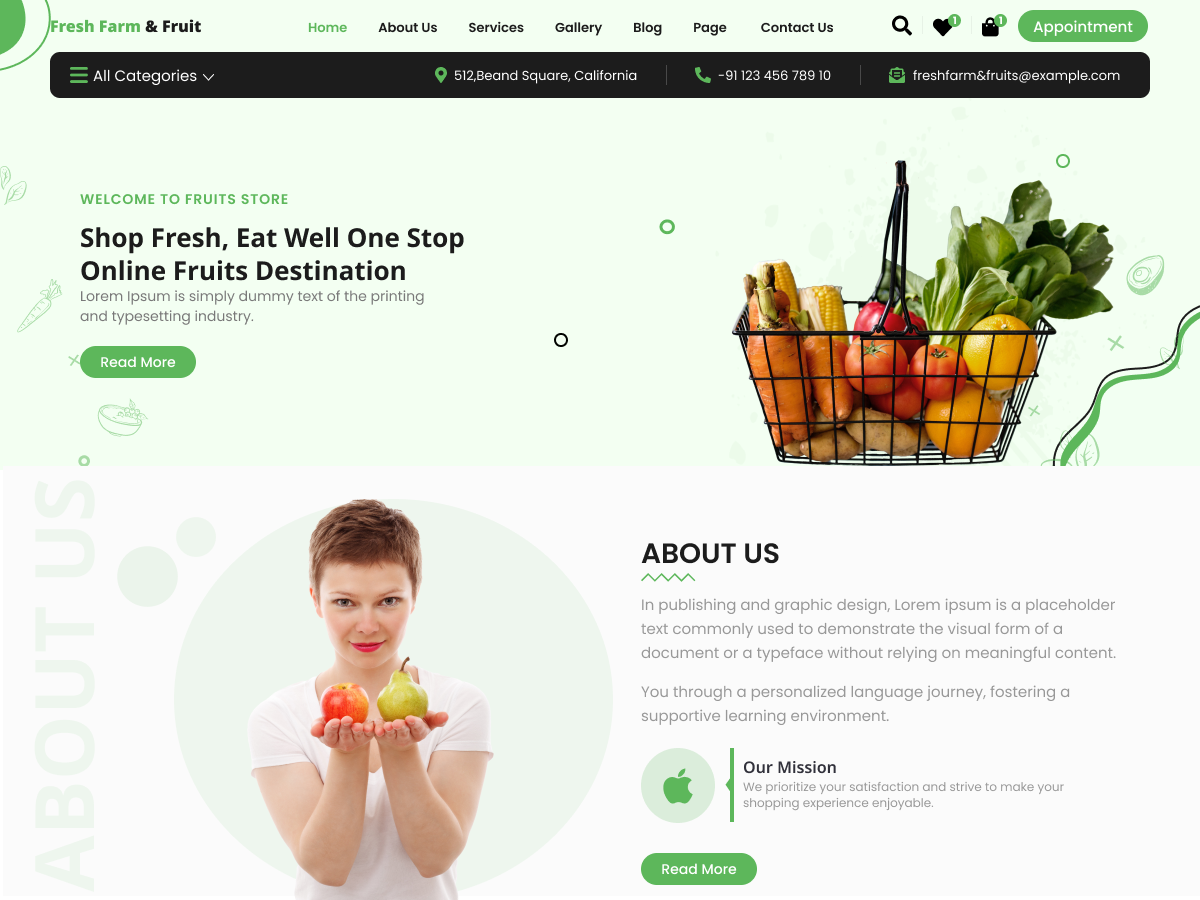 Fresh Farm & Fruit
Home About Us Services Gallery Blog Page Contact Us
1
1
Appointment
All Categories
512,Beand Square, California
-91 123 456 789 10
freshfarm&fruits@example.com
WELCOME TO FRUITS STORE
Shop Fresh, Eat Well One Stop
Online Fruits Destination
Lorem Ipsum is simply dummy text of the printing
and typesetting industry.
Read More
ABOUT US
ABOUT US
In publishing and graphic design, Lorem ipsum is a placeholder
text commonly used to demonstrate the visual form of a
document or a typeface without relying on meaningful content.
You through a personalized language journey, fostering a
supportive learning environment.
Our Mission
We prioritize your satisfaction and strive to make your
shopping experience enjoyable.
Read More